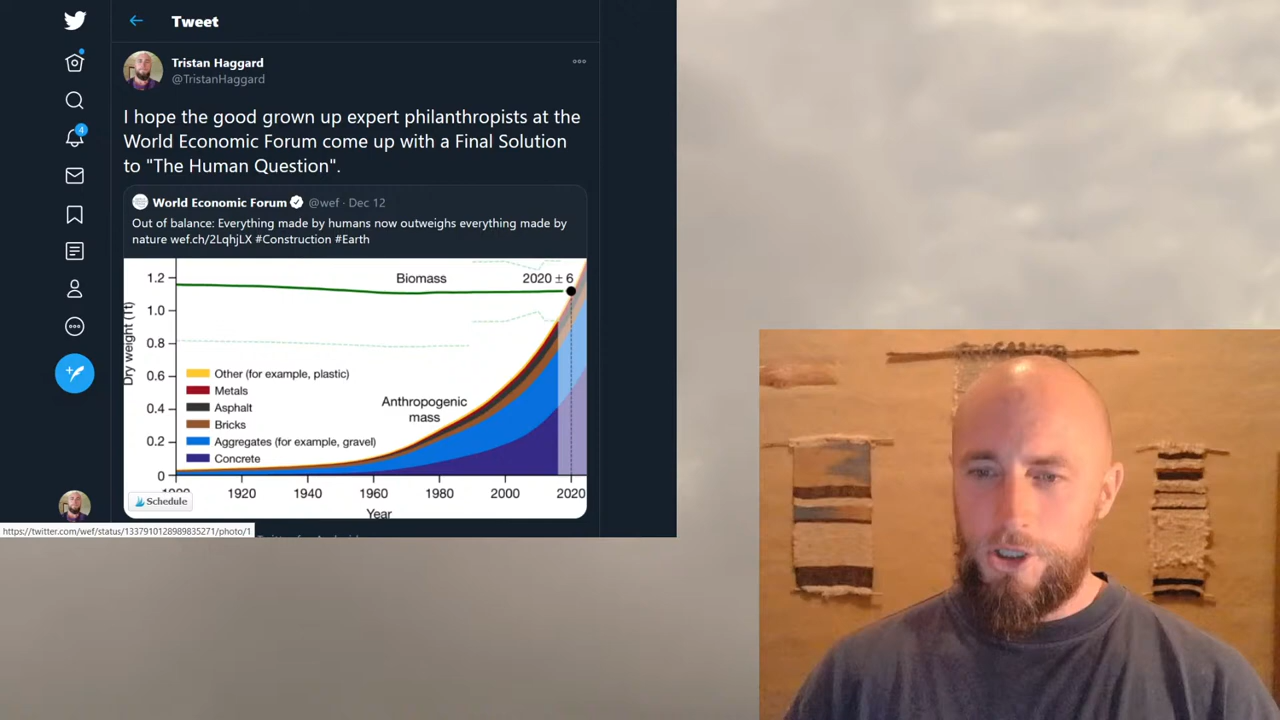 Tweet
Tristan Haggard
@TristanHaggard
I hope the good grown up expert philanthropists at the
World Economic Forum come up with a Final Solution
to "The Human Question".
World Economic Forum @wef · Dec 12
Out of balance: Everything made by humans now outweighs everything made by
nature wef.ch/2LqhjLX #Construction #Earth
4
Biomass
2020 ± 6
Dry weight (Tt)
1.2
1.0
0.8
0.6
0.4
0.2
0
Other (for example, plastic)
Metals
Asphalt
Bricks
Aggregates (for example, gravel)
Concrete
Anthropogenic
mass
1920
1940
1960
1980
2000
2020
Year
Schedule
https://twitter.com/wef/status/1337910128989835271/photo/1